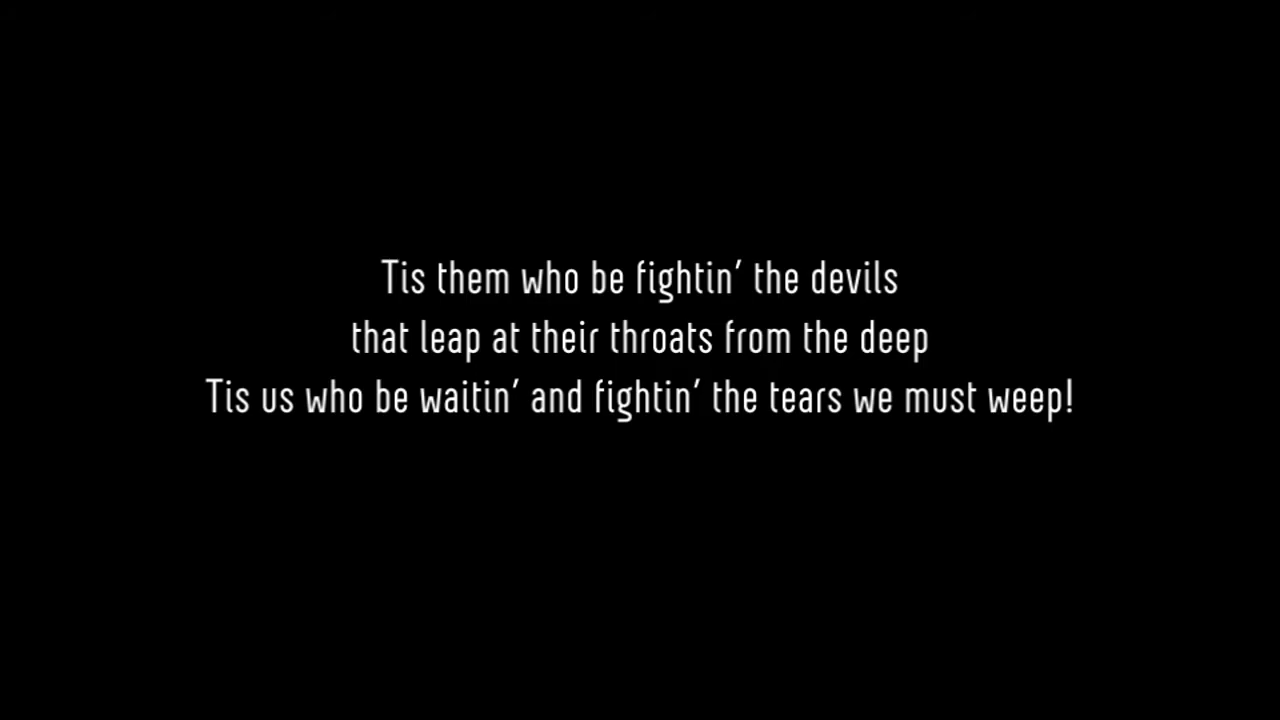 Tis them who be fightin' the devils
that leap at their throats from the deep
Tis us who be waitin' and fightin' the tears we must weep!